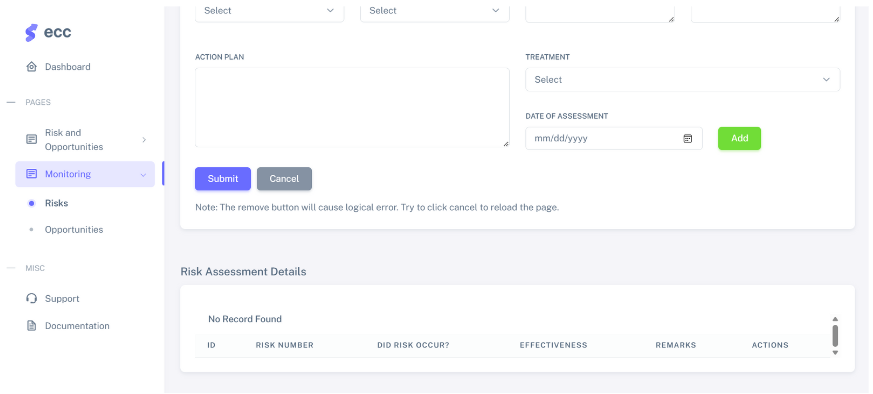 ecc
Dashboard
PAGES
Risk and
Opportunities
Monitoring
Risks
Opportunities
MISC
Support
Documentation
Select
Select
ACTION PLAN
TREATMENT
Select
DATE OF ASSESSMENT
mm/dd/yyyy
Add
Submit
Cancel
Note: The remove button will cause logical error. Try to click cancel to reload the page.
Risk Assessment Details
No Record Found
ID RISK NUMBER DID RISK OCCUR? EFFECTIVENESS REMARKS ACTIONS